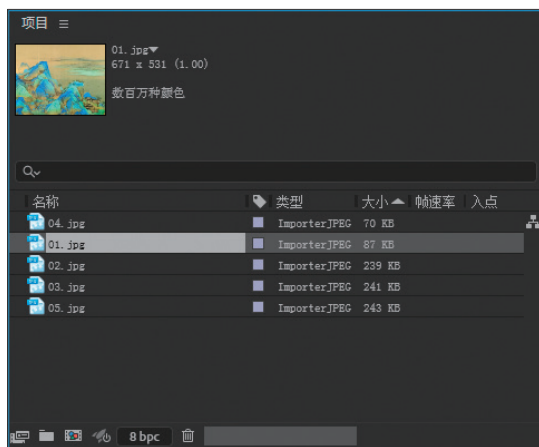 项目
01.jpg
671 x 531 (1.00)
数百万种颜色
名称 类型 大小 帧速率 入点
04.jpg ImporterJPEG 70 KB
01.jpg ImporterJPEG 87 KB
02.jpg ImporterJPEG 239 KB
03.jpg ImporterJPEG 241 KB
05.jpg ImporterJPEG 243 KB
8 bpc